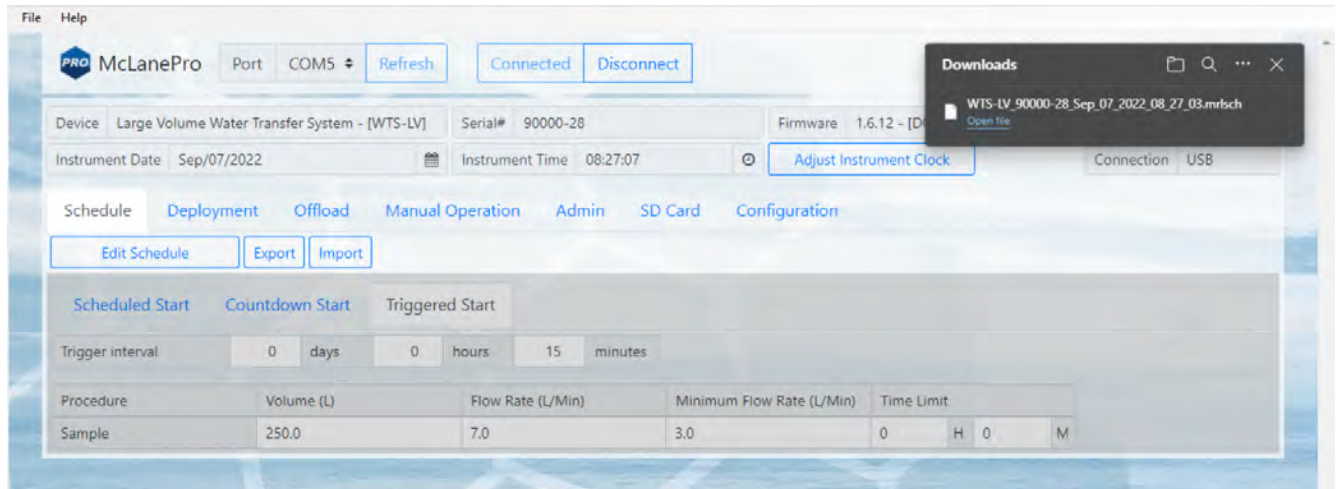 File Help
PRO McLanePro Port COM5 Refresh Connected Disconnect
Downloads
WTS-LV_90000-28_Sep_07_2022_08_27_03.mrlsch
Open file
Device Large Volume Water Transfer System - [WTS-LV] Serial# 90000-28 Firmware 1.6.12 -
Instrument Date Sep/07/2022 Instrument Time 08:27:07 Adjust Instrument Clock Connection USB
Schedule Deployment Offload Manual Operation Admin SD Card Configuration
Edit Schedule Export Import
Scheduled Start Countdown Start Triggered Start
Trigger interval 0 days 0 hours 15 minutes
Procedure Volume (L) Flow Rate (L/Min) Minimum Flow Rate (L/Min) Time Limit
Sample 250.0 7.0 3.0 0 H 0 M